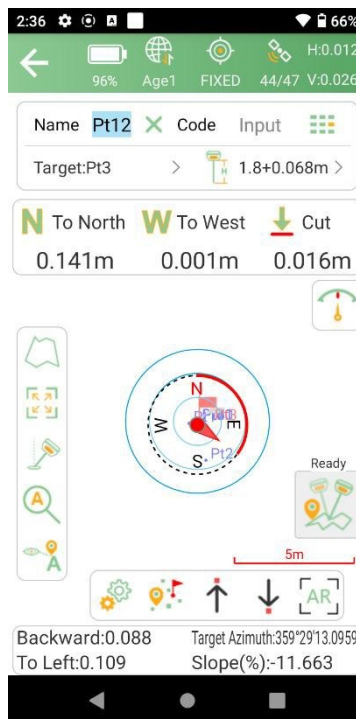 2:36 66%
H:0.012
96% Age1 FIXED 44/47 V:0.026
Name Pt12 Code Input
Target:Pt3 > H 1.8+0.068m >
N To North W To West Cut
0.141m 0.001m 0.016m
N
W E
S Pt2
Ready
A
5m
A
AR
Backward:0.088 Target Azimuth:359°29'13.0959
To Left:0.109 Slope(%):-11.663